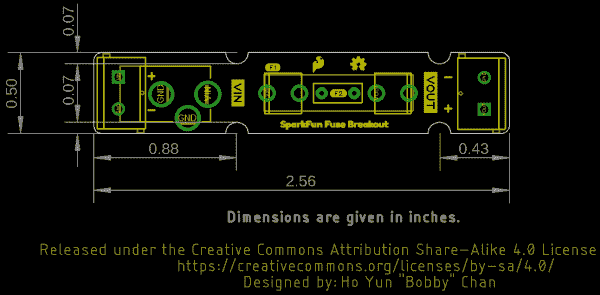 0.07
0.50
0.07
F1
+
−
GND
GND
VIN
F2
VOUT
−
+
SparkFun Fuse Breakout
0.88
0.43
2.56
Dimensions are given in inches.
Released under the Creative Commons Attribution Share-Alike 4.0 License
https://creativecommons.org/licenses/by-sa/4.0/
Designed by: Ho Yun "Bobby" Chan